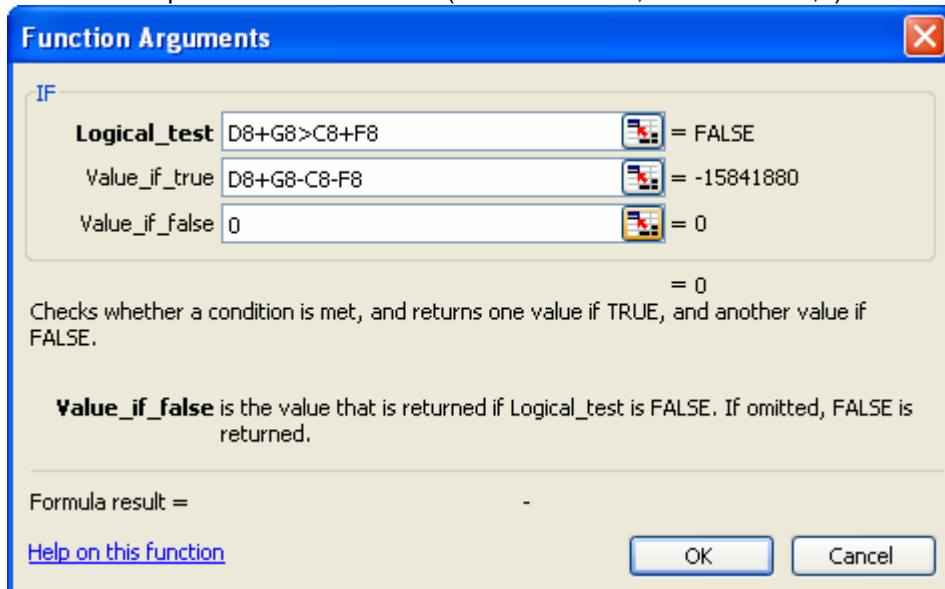 Function Arguments
IF
Logical_test D8+G8>C8+F8 = FALSE
Value_if_true D8+G8-C8-F8 = -15841880
Value_if_false 0 = 0
= 0
Checks whether a condition is met, and returns one value if TRUE, and another value if
FALSE.
Value_if_false is the value that is returned if Logical_test is FALSE. If omitted, FALSE is
returned.
Formula result = -
Help on this function OK Cancel